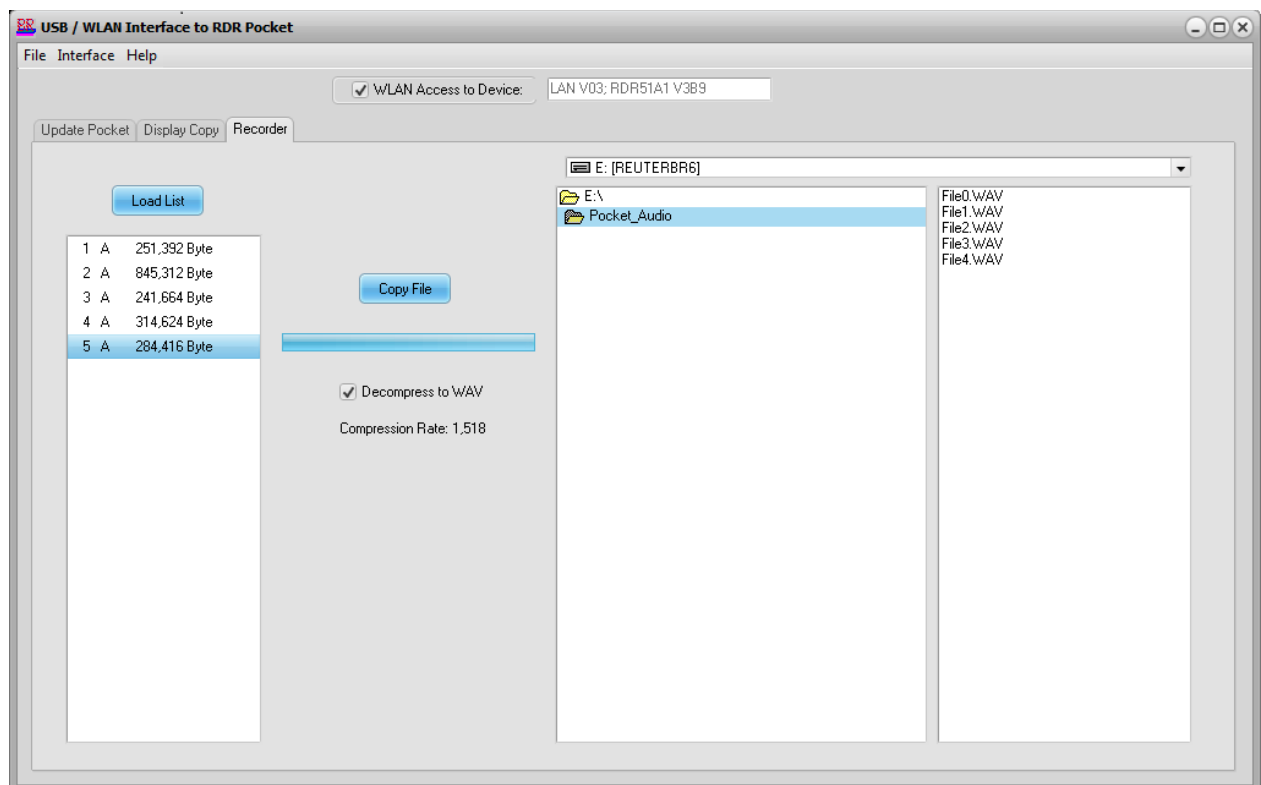 USB / WLAN Interface to RDR Pocket
File Interface Help
WLAN Access to Device: LAN V03; RDR51A1 V3B9
Update Pocket Display Copy Recorder
E: [REUTERBR6]
Load List
E:\
Pocket_Audio
File0.WAV
File1.WAV
File2.WAV
File3.WAV
File4.WAV
1 A 251,392 Byte
2 A 845,312 Byte
3 A 241,664 Byte
4 A 314,624 Byte
5 A 284,416 Byte
Copy File
Decompress to WAV
Compression Rate: 1,518